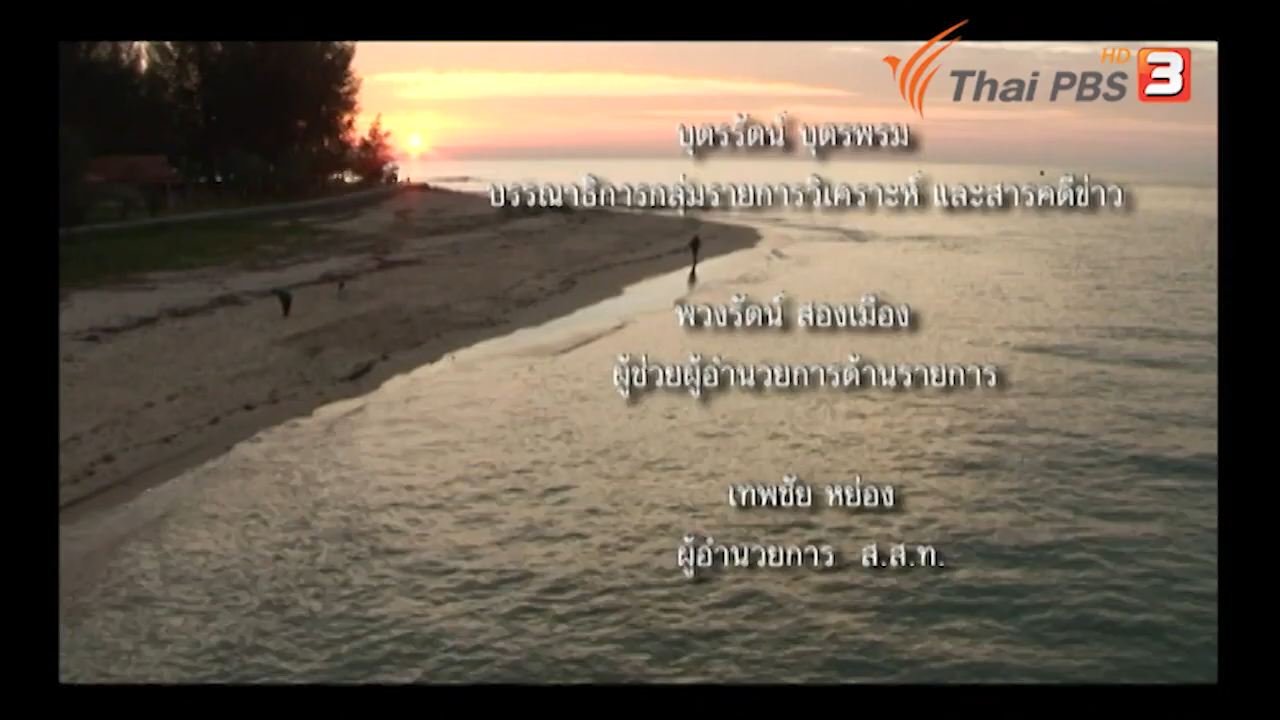 HD
Thai PBS 3
บุตรรัตน์ บุตรพรม
บรรณาธิการกลุ่มรายการวิเคราะห์ และสารคดีข่าว
พวงรัตน์ สองเมือง
ผู้ช่วยผู้อำนวยการด้านรายการ
เทพชัย หย่อง
ผู้อำนวยการ ส.ส.ท.